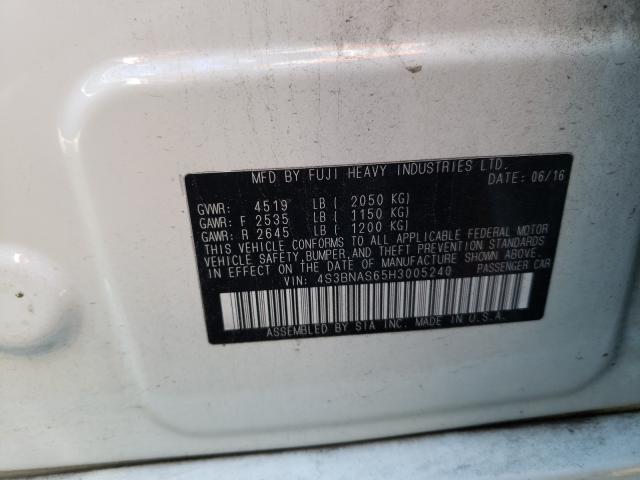 MFD BY FUJI HEAVY INDUSTRIES LTD.
DATE: 06/16
GVWR: 4519 LB ( 2050 KG)
GAWR: F 2535 LB ( 1150 KG)
GAWR: R 2645 LB ( 1200 KG)
THIS VEHICLE CONFORMS TO ALL APPLICABLE FEDERAL MOTOR
VEHICLE SAFETY, BUMPER, AND THEFT PREVENTION STANDARDS
IN EFFECT ON THE DATE OF MANUFACTURE SHOWN ABOVE.
VIN: 4S3BNAS65H3005240 PASSENGER CAR
ASSEMBLED BY SIA INC. MADE IN U.S.A.